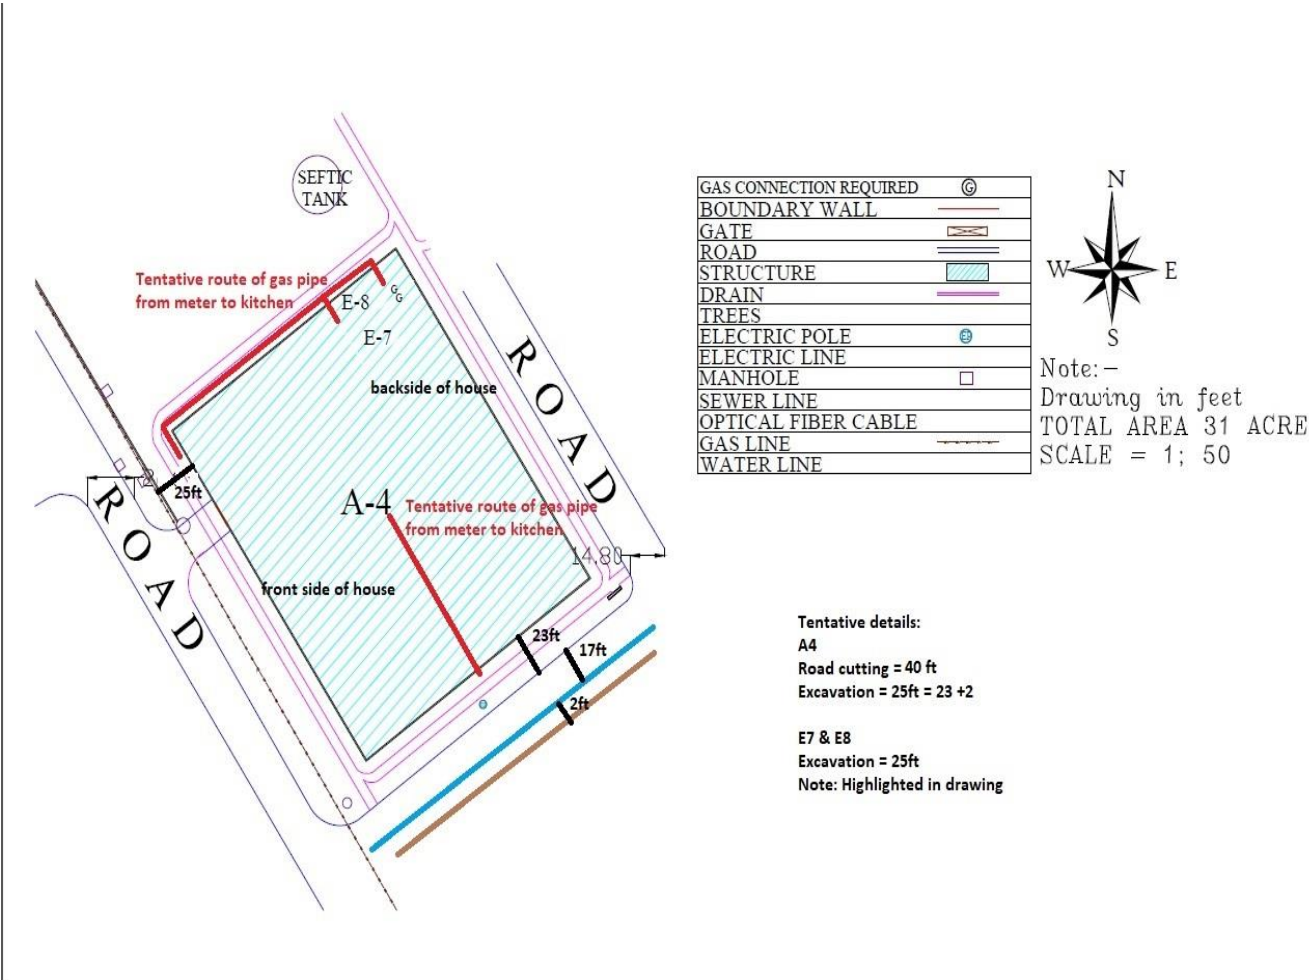 SEFTIC
TANK
Tentative route of gas pipe
from meter to kitchen
E-8
G
G
E-7
backside of house
ROAD
25ft
ROAD
A-4
Tentative route of gas pipe
from meter to kitchen
14.80
front side of house
23ft
17ft
2ft
GAS CONNECTION REQUIRED G
BOUNDARY WALL
GATE
ROAD
STRUCTURE
DRAIN
TREES
ELECTRIC POLE
ELECTRIC LINE
MANHOLE
SEWER LINE
OPTICAL FIBER CABLE
GAS LINE
WATER LINE
N
W E
S
Note:-
Drawing in feet
TOTAL AREA 31 ACRE
SCALE = 1; 50
Tentative details:
A4
Road cutting = 40 ft
Excavation = 25ft = 23 +2
E7 & E8
Excavation = 25ft
Note: Highlighted in drawing